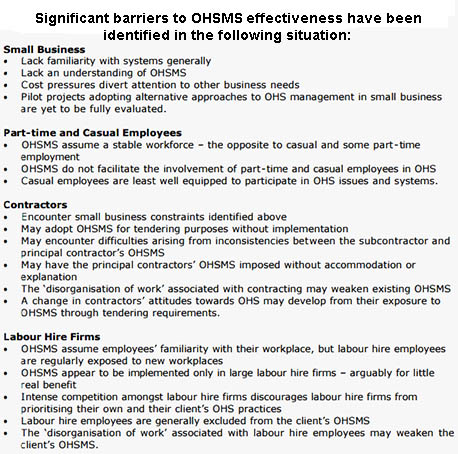 Significant barriers to OHSMS effectiveness have been
identified in the following situation:
Small Business
• Lack familiarity with systems generally
• Lack an understanding of OHSMS
• Cost pressures divert attention to other business needs
• Pilot projects adopting alternative approaches to OHS management in small business
are yet to be fully evaluated.
Part-time and Casual Employees
• OHSMS assume a stable workforce – the opposite to casual and some part-time
employment
• OHSMS do not facilitate the involvement of part-time and casual employees in OHS
• Casual employees are least well equipped to participate in OHS issues and systems.
Contractors
• Encounter small business constraints identified above
• May adopt OHSMS for tendering purposes without implementation
• May encounter difficulties arising from inconsistencies between the subcontractor and
principal contractor's OHSMS
• May have the principal contractors' OHSMS imposed without accommodation or
explanation
• The 'disorganisation of work' associated with contracting may weaken existing OHSMS
• A change in contractors' attitudes towards OHS may develop from their exposure to
OHSMS through tendering requirements.
Labour Hire Firms
• OHSMS assume employees' familiarity with their workplace, but labour hire employees
are regularly exposed to new workplaces
• OHSMS appear to be implemented only in large labour hire firms – arguably for little
real benefit
• Intense competition amongst labour hire firms discourages labour hire firms from
prioritising their own and their client's OHS practices
• Labour hire employees are generally excluded from the client's OHSMS
• The 'disorganisation of work' associated with labour hire employees may weaken the
client's OHSMS.